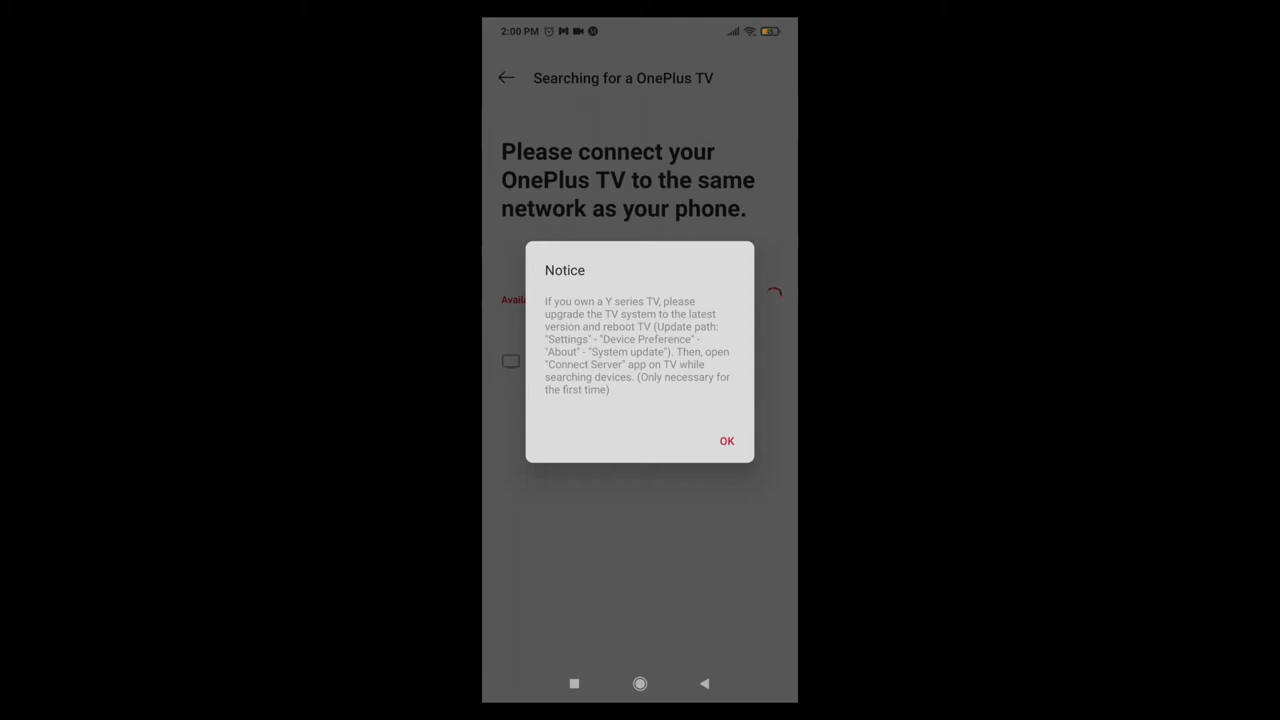 2:00 PM
Searching for a OnePlus TV
Please connect your
OnePlus TV to the same
network as your phone.
Notice
If you own a Y series TV, please
upgrade the TV system to the latest
version and reboot TV (Update path:
"Settings" - "Device Preference" -
"About" - "System update"). Then, open
"Connect Server" app on TV while
searching devices. (Only necessary for
the first time)
Availa
OK